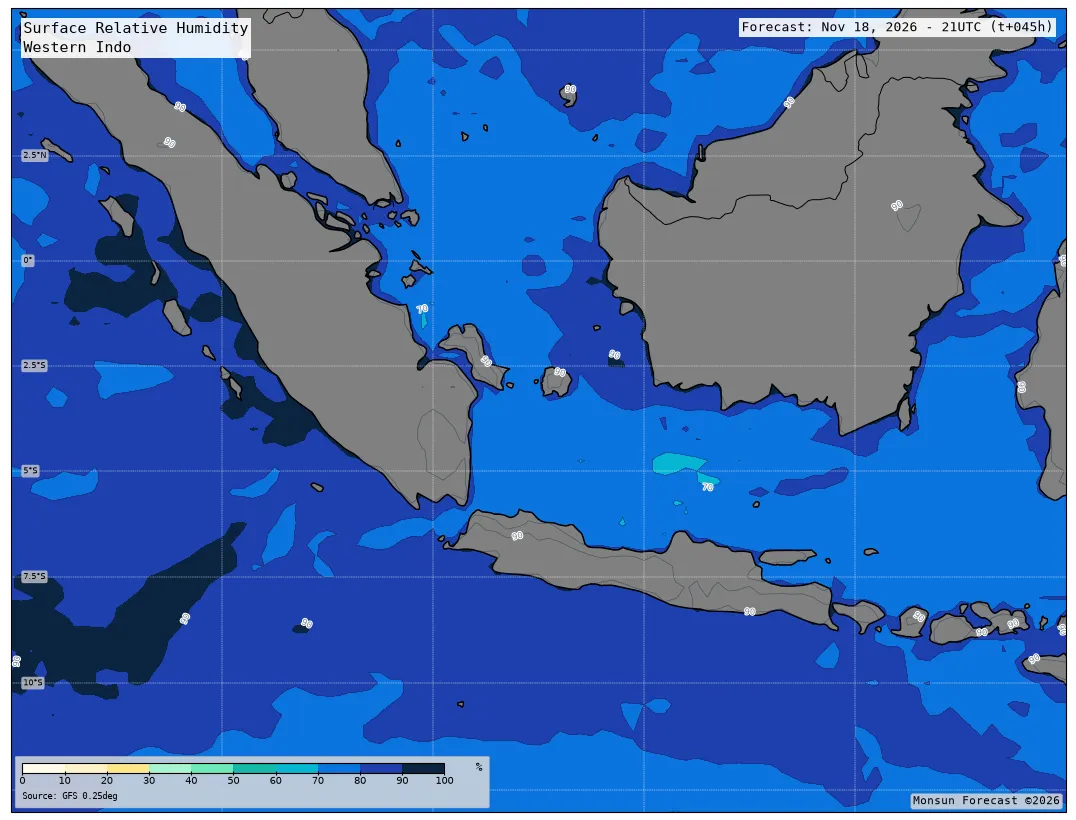 Surface Relative Humidity
Western Indo
Forecast: Nov 18, 2026 - 21UTC (t+045h)
90
90
90
90
2.5°N
90
0°
70
90
2.5°S
90
90
5°S
70
90
7.5°S
90
90
90
90
90
90
90
90
10°S
%
0 10 20 30 40 50 60 70 80 90 100
Source: GFS 0.25deg
Monsun Forecast ©2026